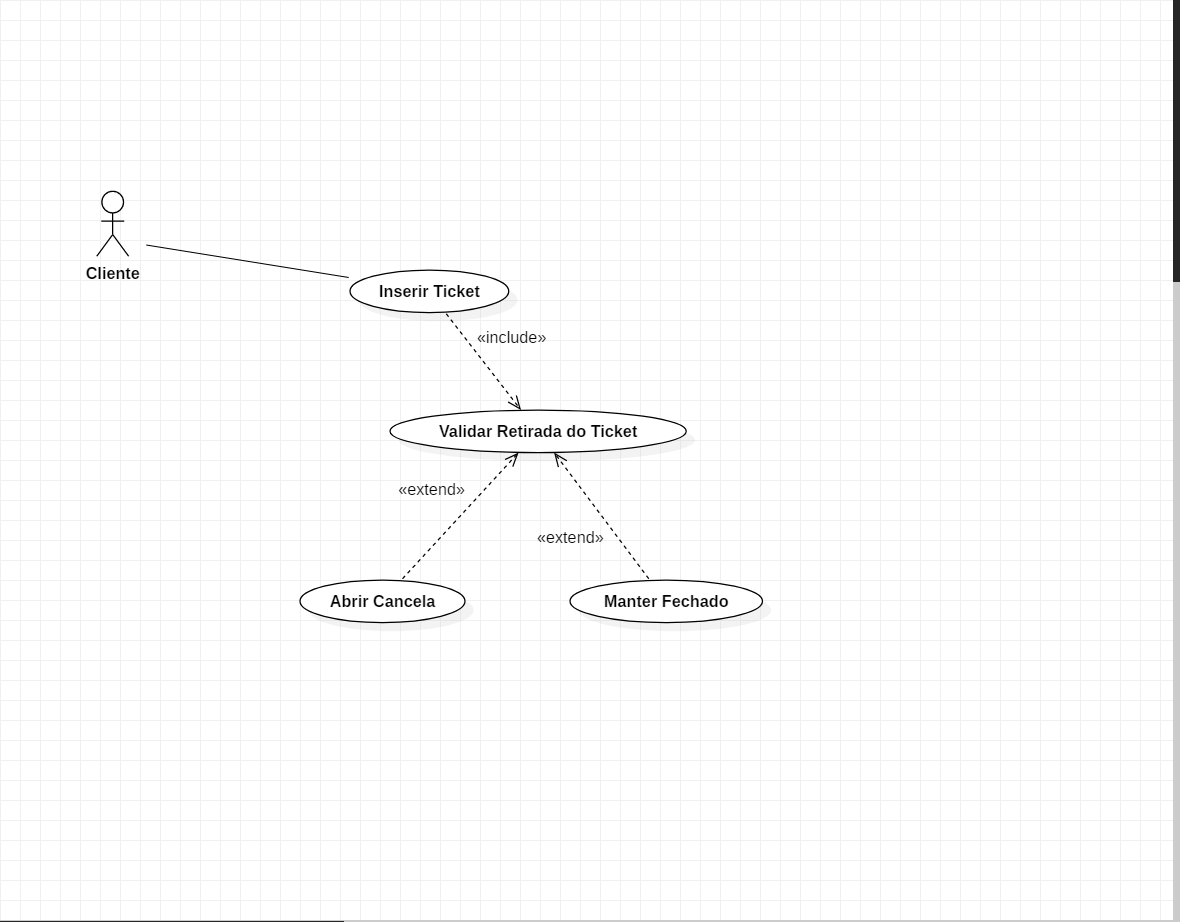 Cliente
Inserir Ticket
«include»
Validar Retirada do Ticket
«extend»
«extend»
Abrir Cancela
Manter Fechado